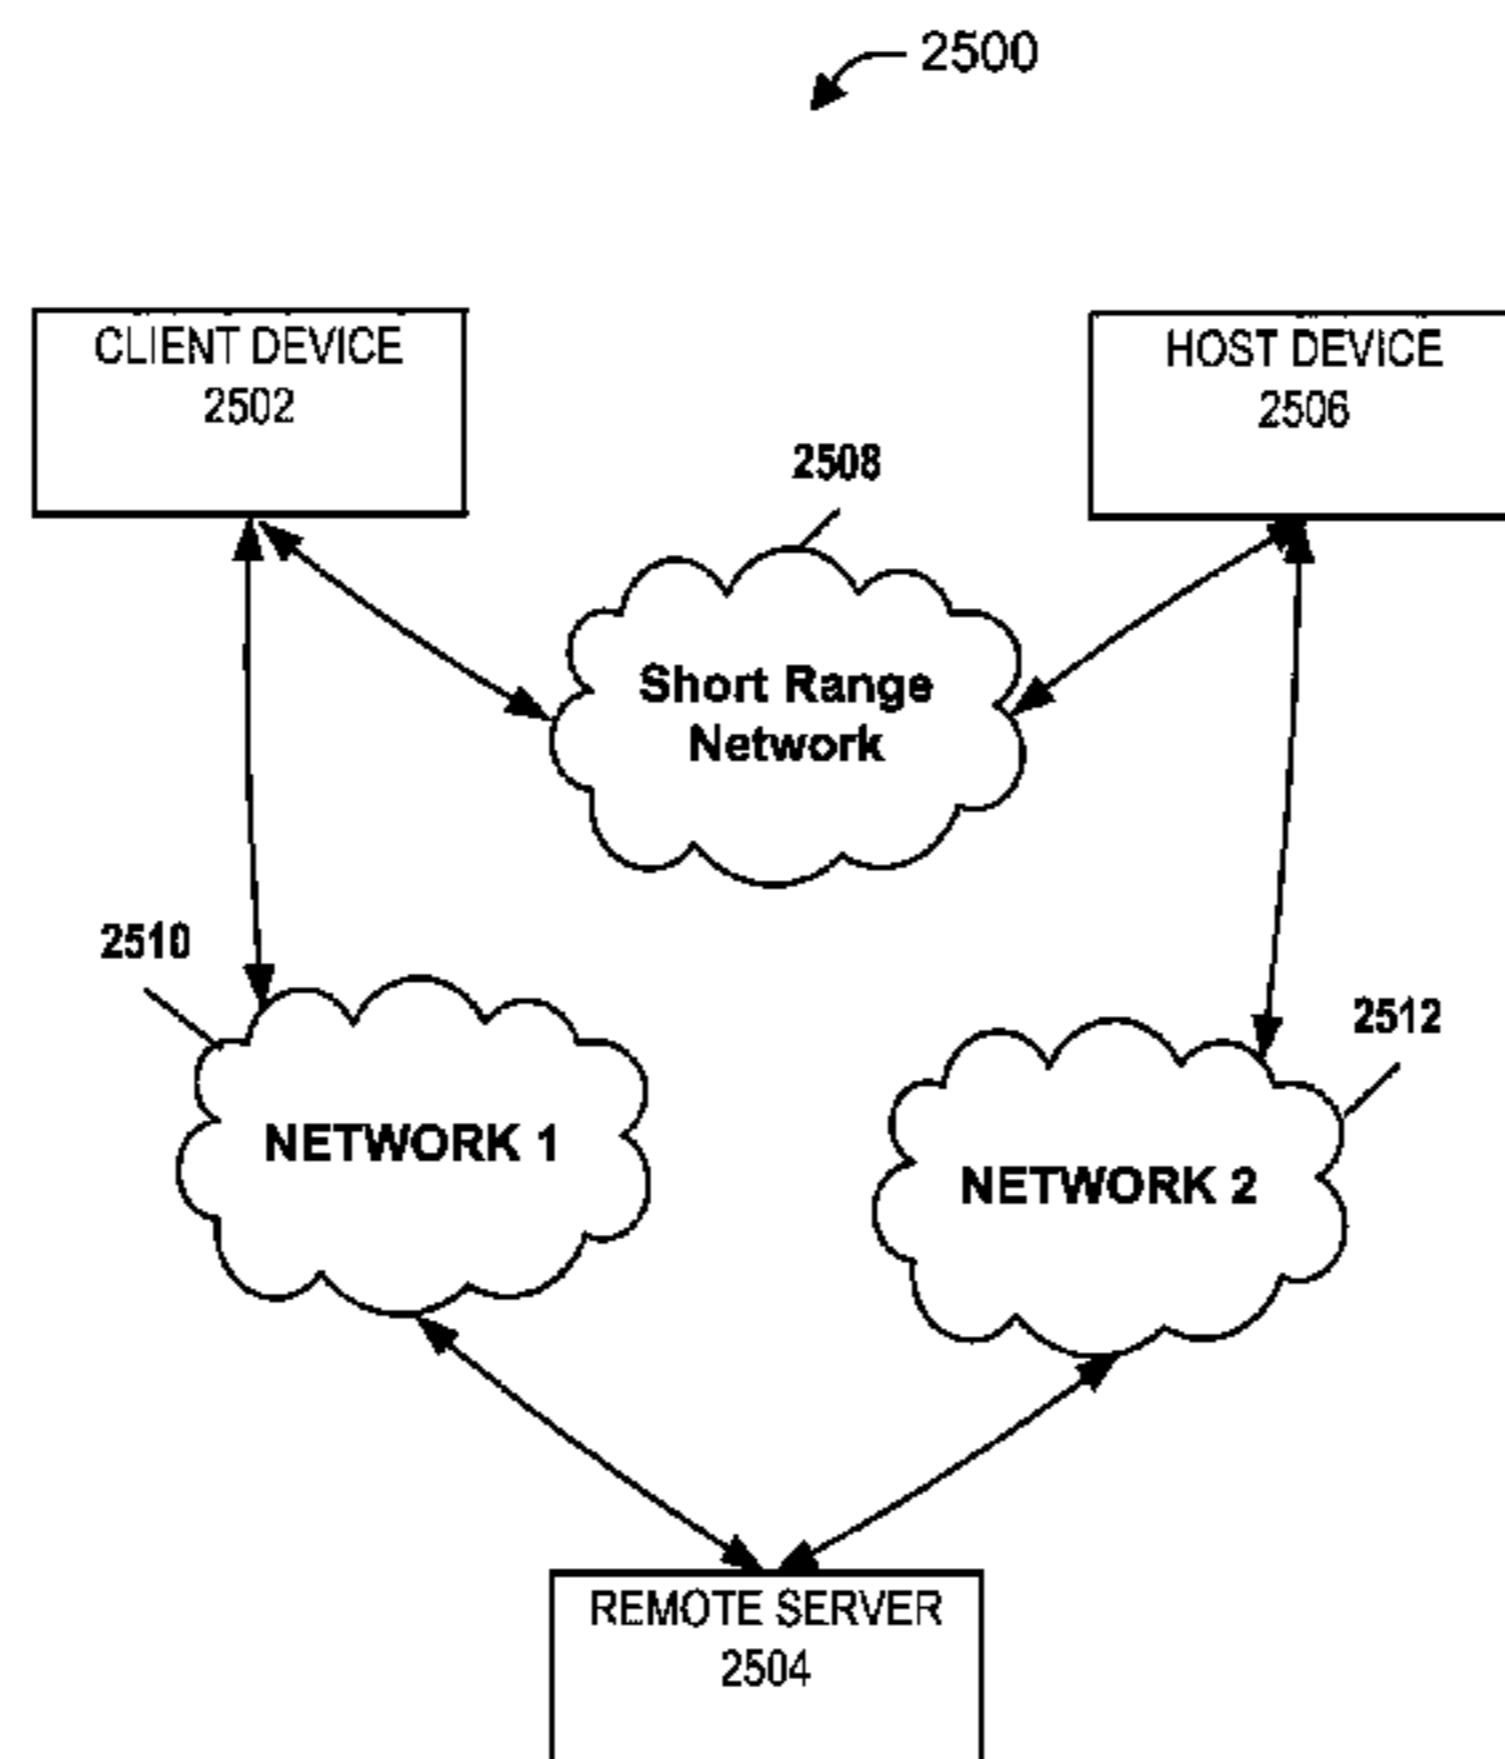 2500
CLIENT DEVICE
2502
HOST DEVICE
2506
2508
Short Range
Network
2510
NETWORK 1
2512
NETWORK 2
REMOTE SERVER
2504